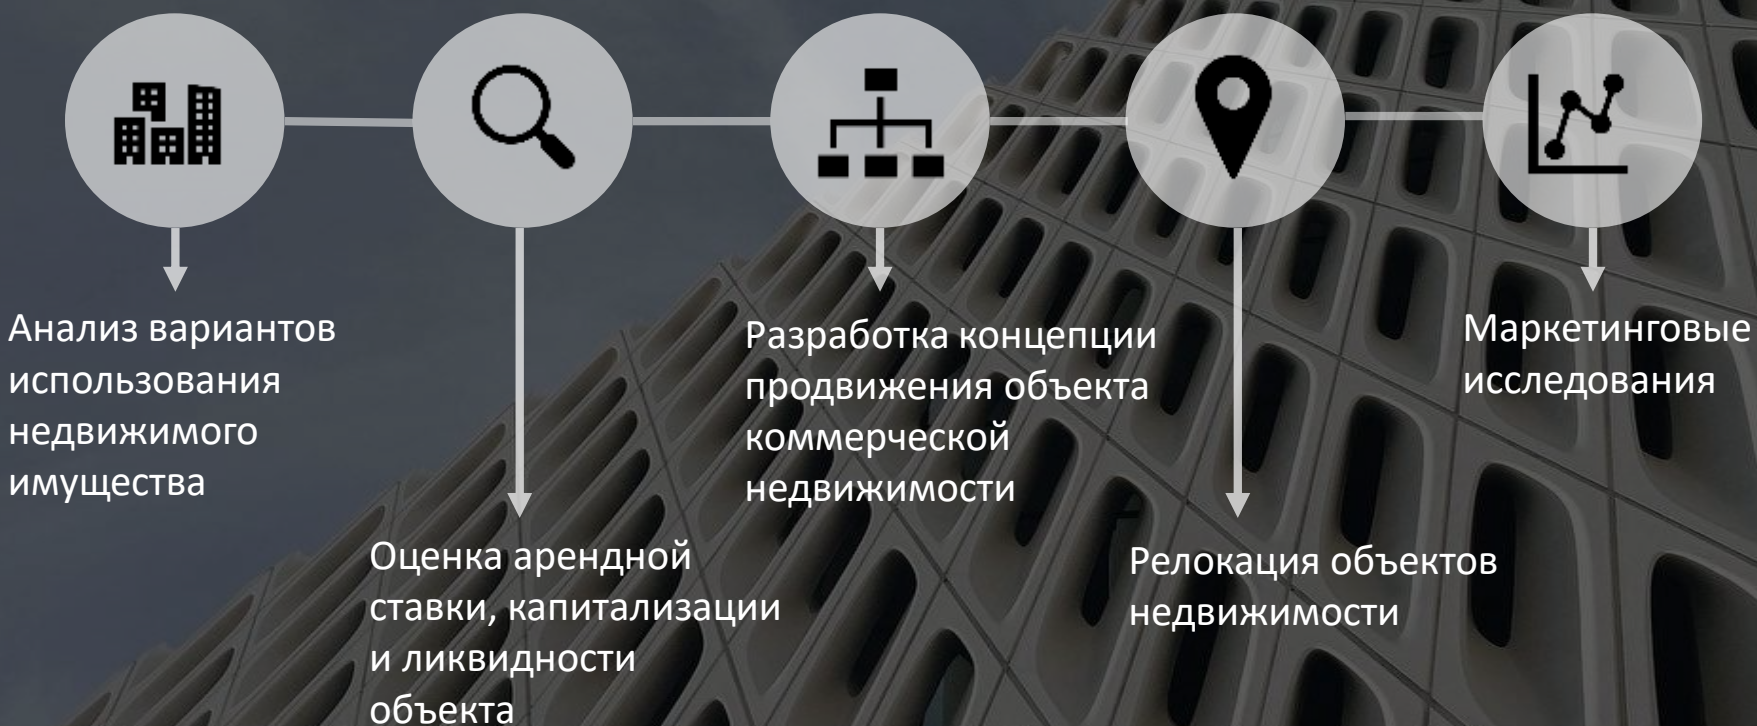 Анализ вариантов
использования
недвижимого
имущества
Оценка арендной
ставки, капитализации
и ликвидности
объекта
Разработка концепции
продвижения объекта
коммерческой
недвижимости
Релокация объектов
недвижимости
Маркетинговые
исследования